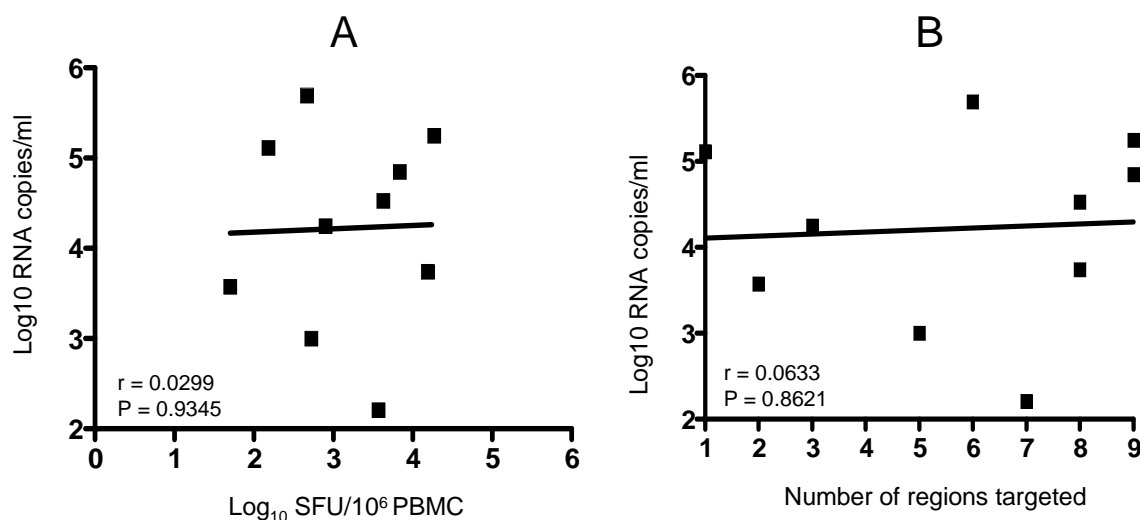 A
Log10 RNA copies/ml
6
5
4
3
2
r = 0.0299
P = 0.9345
0 1 2 3 4 5 6
Log₁₀ SFU/10⁶ PBMC
B
Log10 RNA copies/ml
6
5
4
3
2
r = 0.0633
P = 0.8621
1 2 3 4 5 6 7 8 9
Number of regions targeted